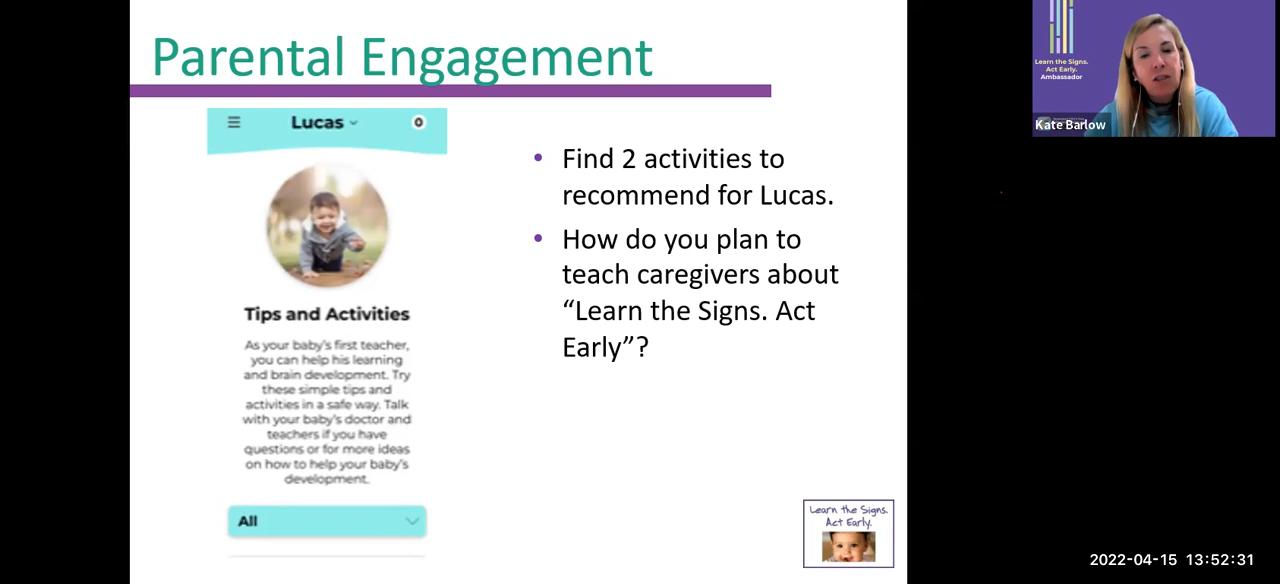 Parental Engagement
Lucas
0
Tips and Activities
As your baby's first teacher,
you can help his learning
and brain development. Try
these simple tips and
activities in a safe way. Talk
with your baby's doctor and
teachers if you have
questions or for more ideas
on how to help your baby's
development.
All
• Find 2 activities to
recommend for Lucas.
• How do you plan to
teach caregivers about
“Learn the Signs. Act
Early”?
Learn the Signs.
Act Early.
Learn the Signs.
Act Early.
Ambassador
Kate Barlow
2022-04-15 13:52:31